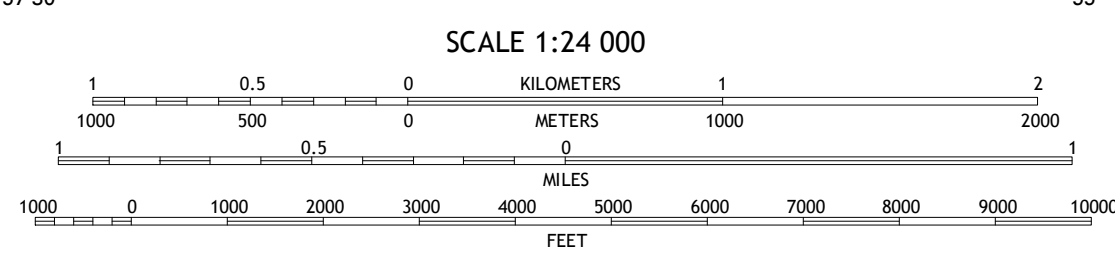 SCALE 1:24 000
1 0.5 0 KILOMETERS 1 2
1000 500 0 METERS 1000 2000
1 0.5 0 1
MILES
1000 0 1000 2000 3000 4000 5000 6000 7000 8000 9000 10000
FEET